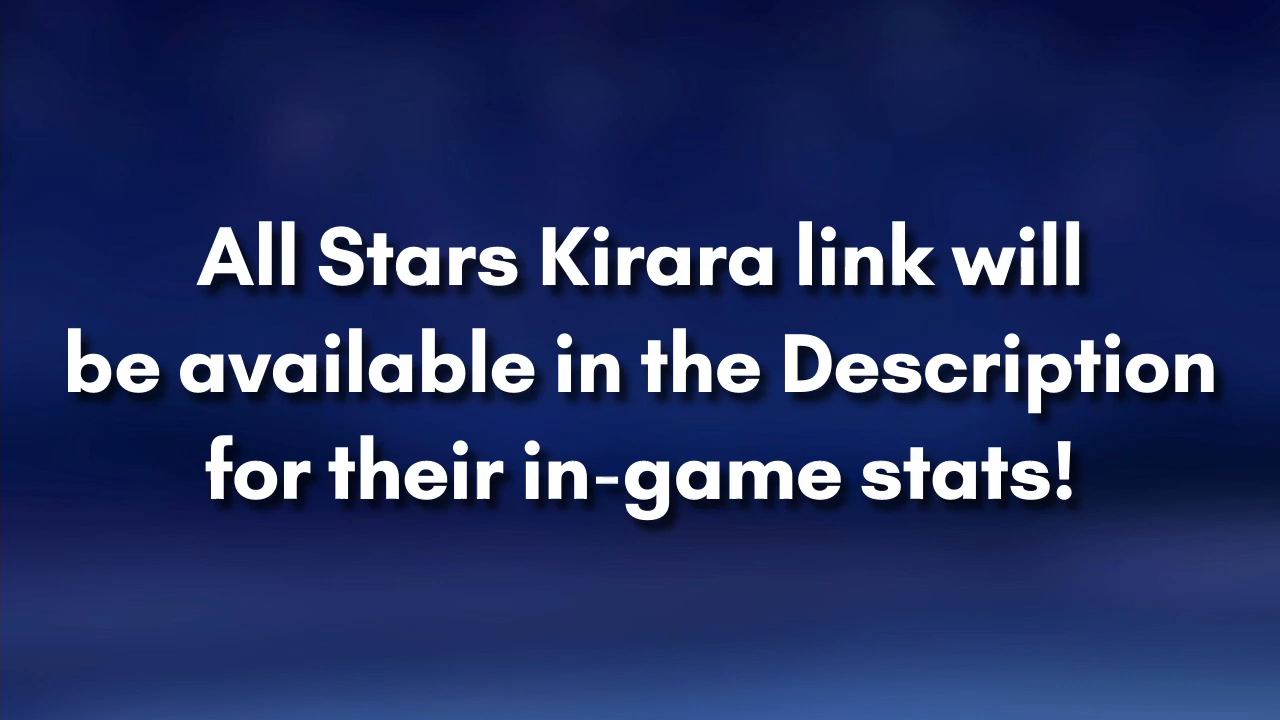 All Stars Kirara link will
be available in the Description
for their in-game stats!